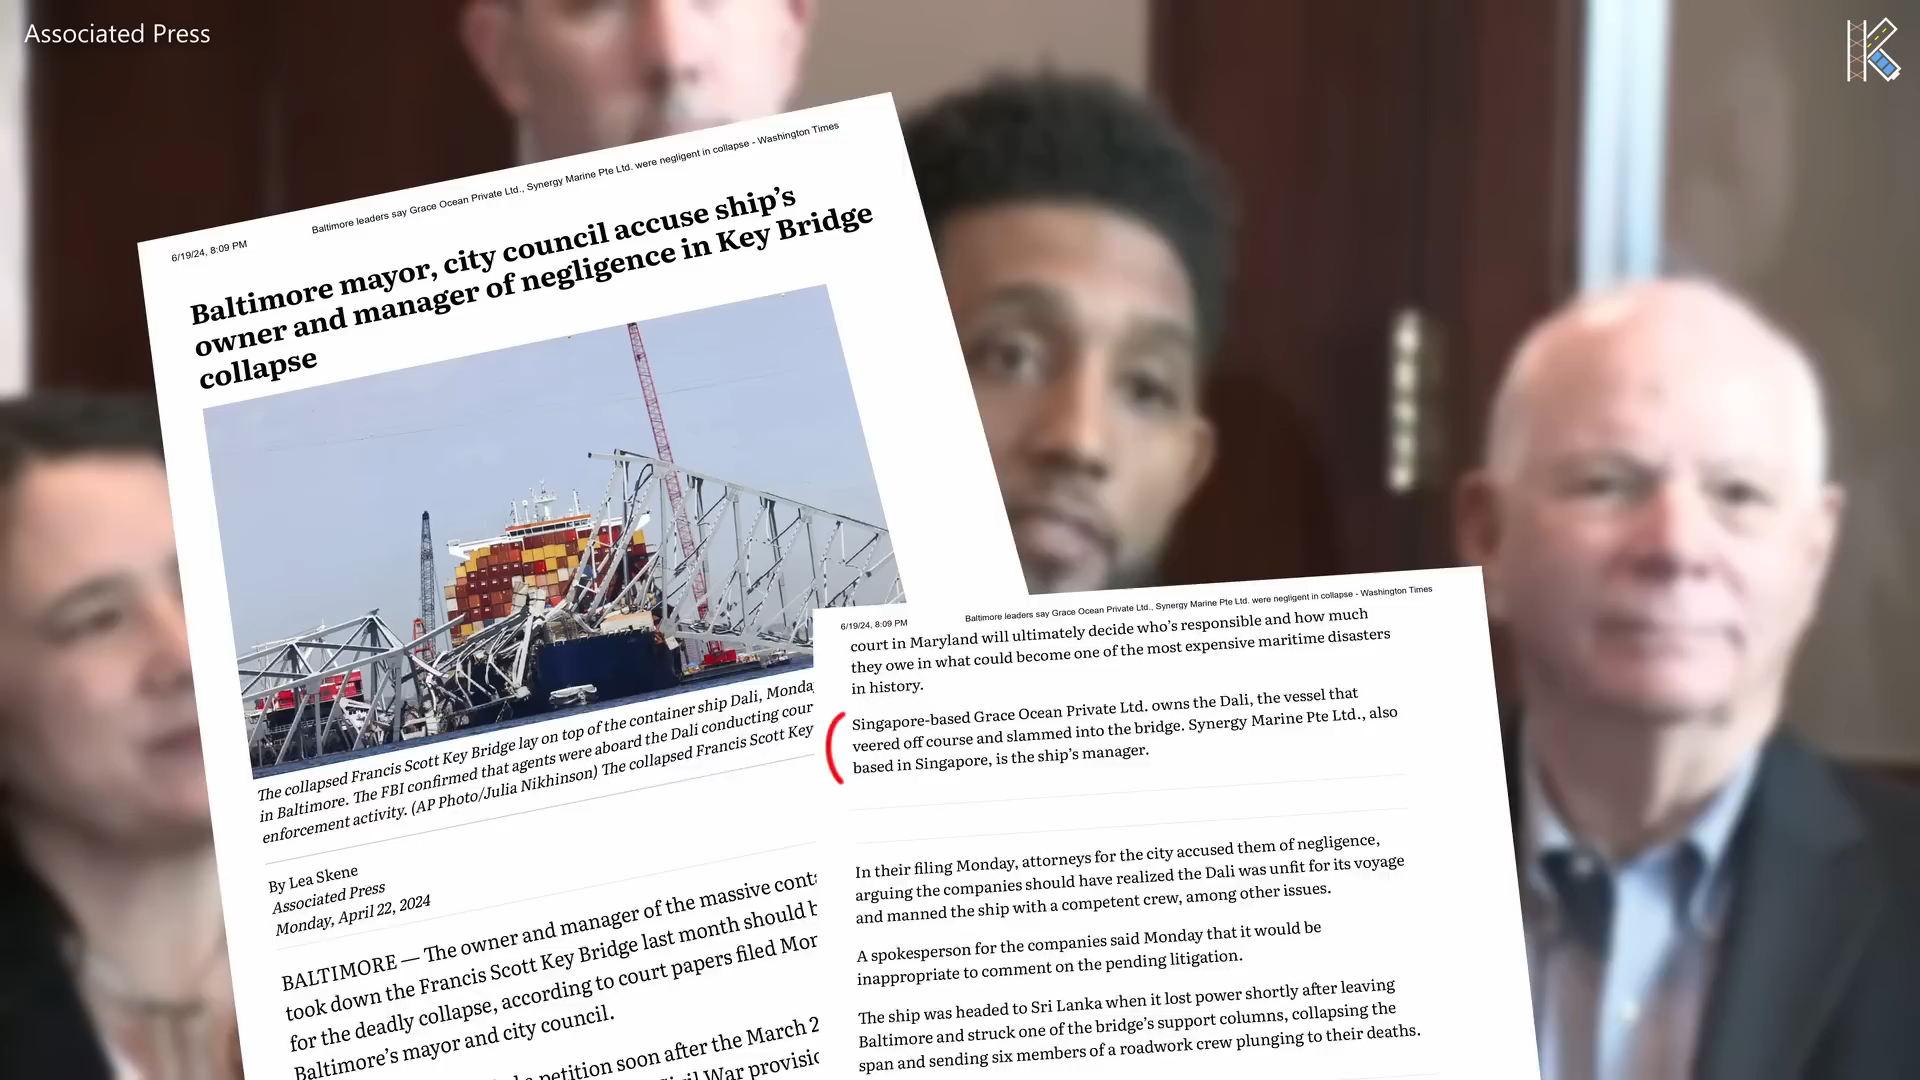 Associated Press
6/19/24, 8:09 PM
Baltimore leaders say Grace Ocean Private Ltd., Synergy Marine Pte Ltd. were negligent in collapse - Washington Times
Baltimore mayor, city council accuse ship’s
owner and manager of negligence in Key Bridge
collapse
The collapsed Francis Scott Key Bridge lay on top of the container ship Dali, Monday
in Baltimore. The FBI confirmed that agents were aboard the Dali conducting cour
enforcement activity. (AP Photo/Julia Nikhinson) The collapsed Francis Scott Key
By Lea Skene
Associated Press
Monday, April 22, 2024
BALTIMORE — The owner and manager of the massive
took down the Francis Scott Key Bridge last month should
for the deadly collapse, according to court papers filed
Baltimore’s mayor and city council.
petition soon after the March
War
6/19/24, 8:09 PM
Baltimore leaders say Grace Ocean Private Ltd., Synergy Marine Pte Ltd. were negligent in collapse - Washington Times
court in Maryland will ultimately decide who’s responsible and how much
they owe in what could become one of the most expensive maritime disasters
in history.
Singapore-based Grace Ocean Private Ltd. owns the Dali, the vessel that
veered off course and slammed into the bridge. Synergy Marine Pte Ltd., also
based in Singapore, is the ship’s manager.
In their filing Monday, attorneys for the city accused them of negligence,
arguing the companies should have realized the Dali was unfit for its voyage
and manned the ship with a competent crew, among other issues.
A spokesperson for the companies said Monday that it would be
inappropriate to comment on the pending litigation.
The ship was headed to Sri Lanka when it lost power shortly after leaving
Baltimore and struck one of the bridge’s support columns, collapsing the
span and sending six members of a roadwork crew plunging to their deaths.